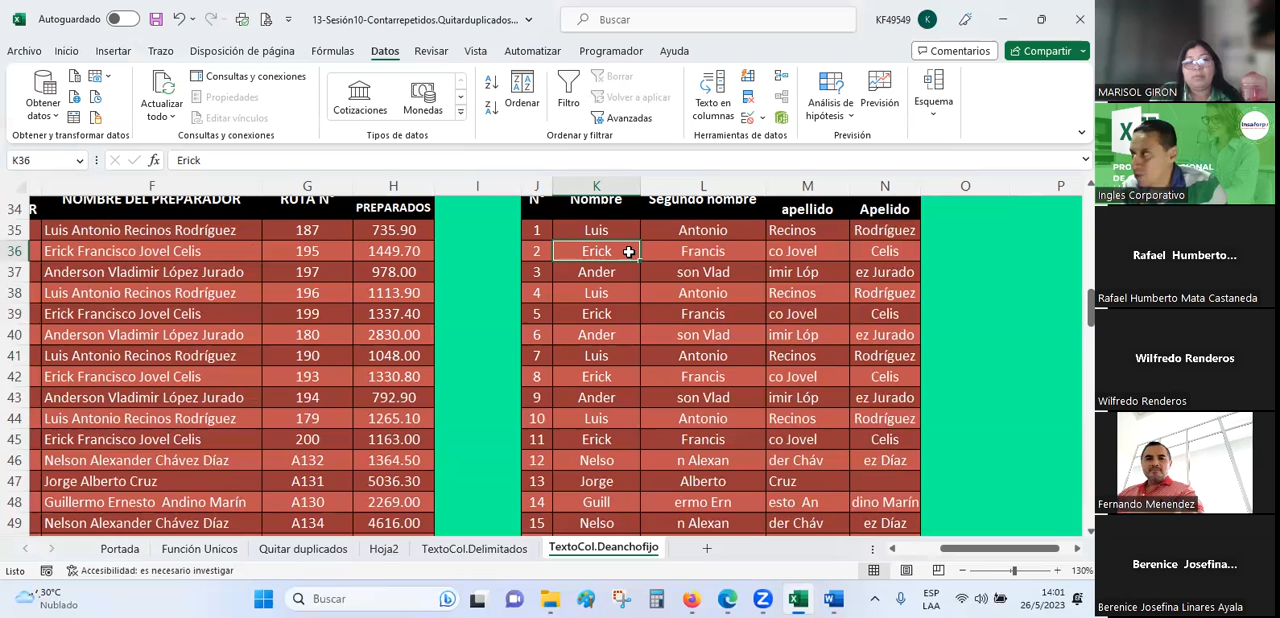 Autoguardado 13-Sesión10-Contarrepetidos.Quitarduplicados... Buscar KF49549 K
Archivo Inicio Insertar Trazo Disposición de página Fórmulas Datos Revisar Vista Automatizar Programador Ayuda Comentarios Compartir
Obtener datos Actualizar todo Consultas y conexiones Propiedades Editar vínculos Cotizaciones Monedas Ordenar Filtro Borrar Volver a aplicar Avanzadas Texto en columnas Análisis de hipótesis Previsión Esquema
Obtener y transformar datos Consultas y conexiones Tipos de datos Ordenar y filtrar Herramientas de datos Previsión
K36 fx Erick
F G H I J K L M N O P
34 R NOMBRE DEL PREPARADOR RUTA N° PREPARADOS N° Nombre Segundo nombre apellido Apelido
35 Luis Antonio Recinos Rodríguez 187 735.90 1 Luis Antonio Recinos Rodríguez
36 Erick Francisco Jovel Celis 195 1449.70 2 Erick Francis co Jovel Celis
37 Anderson Vladimir López Jurado 197 978.00 3 Ander son Vlad imir Lóp ez Jurado
38 Luis Antonio Recinos Rodríguez 196 1113.90 4 Luis Antonio Recinos Rodríguez
39 Erick Francisco Jovel Celis 199 1337.40 5 Erick Francis co Jovel Celis
40 Anderson Vladimir López Jurado 180 2830.00 6 Ander son Vlad imir Lóp ez Jurado
41 Luis Antonio Recinos Rodríguez 190 1048.00 7 Luis Antonio Recinos Rodríguez
42 Erick Francisco Jovel Celis 193 1330.80 8 Erick Francis co Jovel Celis
43 Anderson Vladimir López Jurado 194 792.90 9 Ander son Vlad imir Lóp ez Jurado
44 Luis Antonio Recinos Rodríguez 179 1265.10 10 Luis Antonio Recinos Rodríguez
45 Erick Francisco Jovel Celis 200 1163.00 11 Erick Francis co Jovel Celis
46 Nelson Alexander Chávez Díaz A132 1364.50 12 Nelso n Alexan der Cháv ez Díaz
47 Jorge Alberto Cruz A131 5036.30 13 Jorge Alberto Cruz
48 Guillermo Ernesto Andino Marín A130 2269.00 14 Guill ermo Ern esto An dino Marín
49 Nelson Alexander Chávez Díaz A134 4616.00 15 Nelso n Alexan der Cháv ez Díaz
Portada Función Unicos Quitar duplicados Hoja2 TextoCol.Delimitados TextoCol.Deanchofijo
Listo Accesibilidad: es necesario investigar 130%
30°C Nublado Buscar ESP LAA 14:01 26/5/2023
MARISOL GIRON
Insaforp
Ingles Corporativo
Rafael Humberto...
Rafael Humberto Mata Castaneda
Wilfredo Renderos
Wilfredo Renderos
Fernando Menendez
Berenice Josefina...
Berenice Josefina Linares Ayala